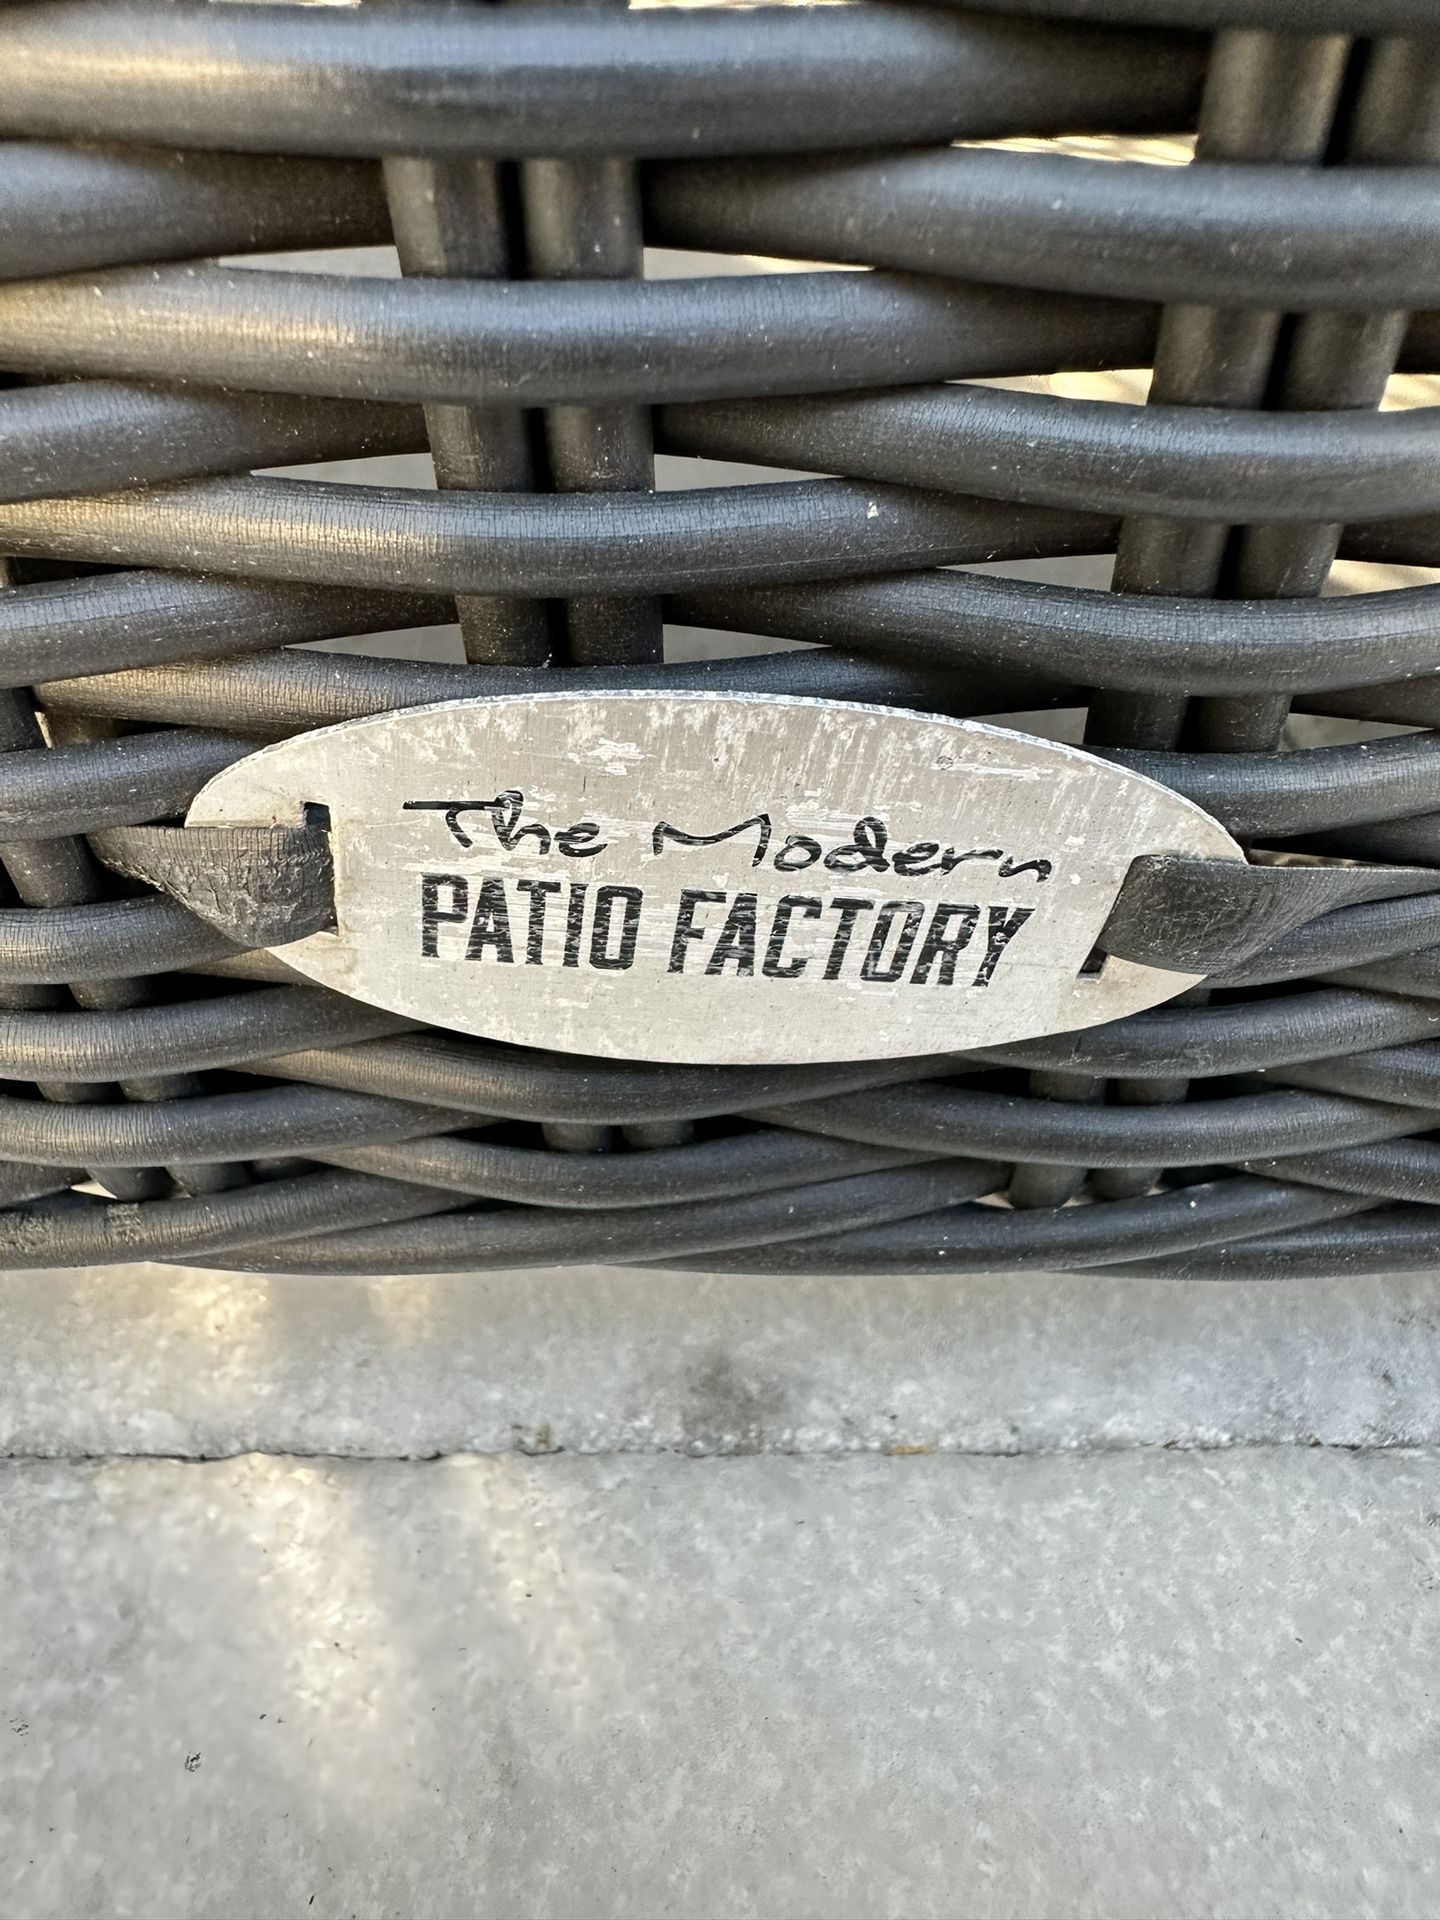 The Modern
PATIO FACTORY